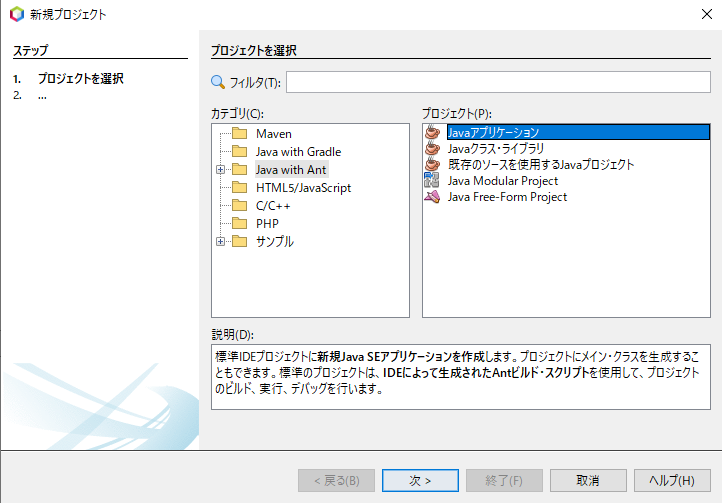 新規プロジェクト
ステップ
1. プロジェクトを選択
2. ...
プロジェクトを選択
フィルタ(T):
カテゴリ(C):
Maven
Java with Gradle
Java with Ant
HTML5/JavaScript
C/C++
PHP
サンプル
プロジェクト(P):
Javaアプリケーション
Javaクラス・ライブラリ
既存のソースを使用するJavaプロジェクト
Java Modular Project
Java Free-Form Project
説明(D):
標準IDEプロジェクトに新規Java SEアプリケーションを作成します。プロジェクトにメイン・クラスを生成するこ
ともできます。標準のプロジェクトは、IDEによって生成されたAntビルド・スクリプトを使用して、プロジェクト
のビルド、実行、デバッグを行います。
< 戻る(B)
次 >
終了(F)
取消
ヘルプ(H)